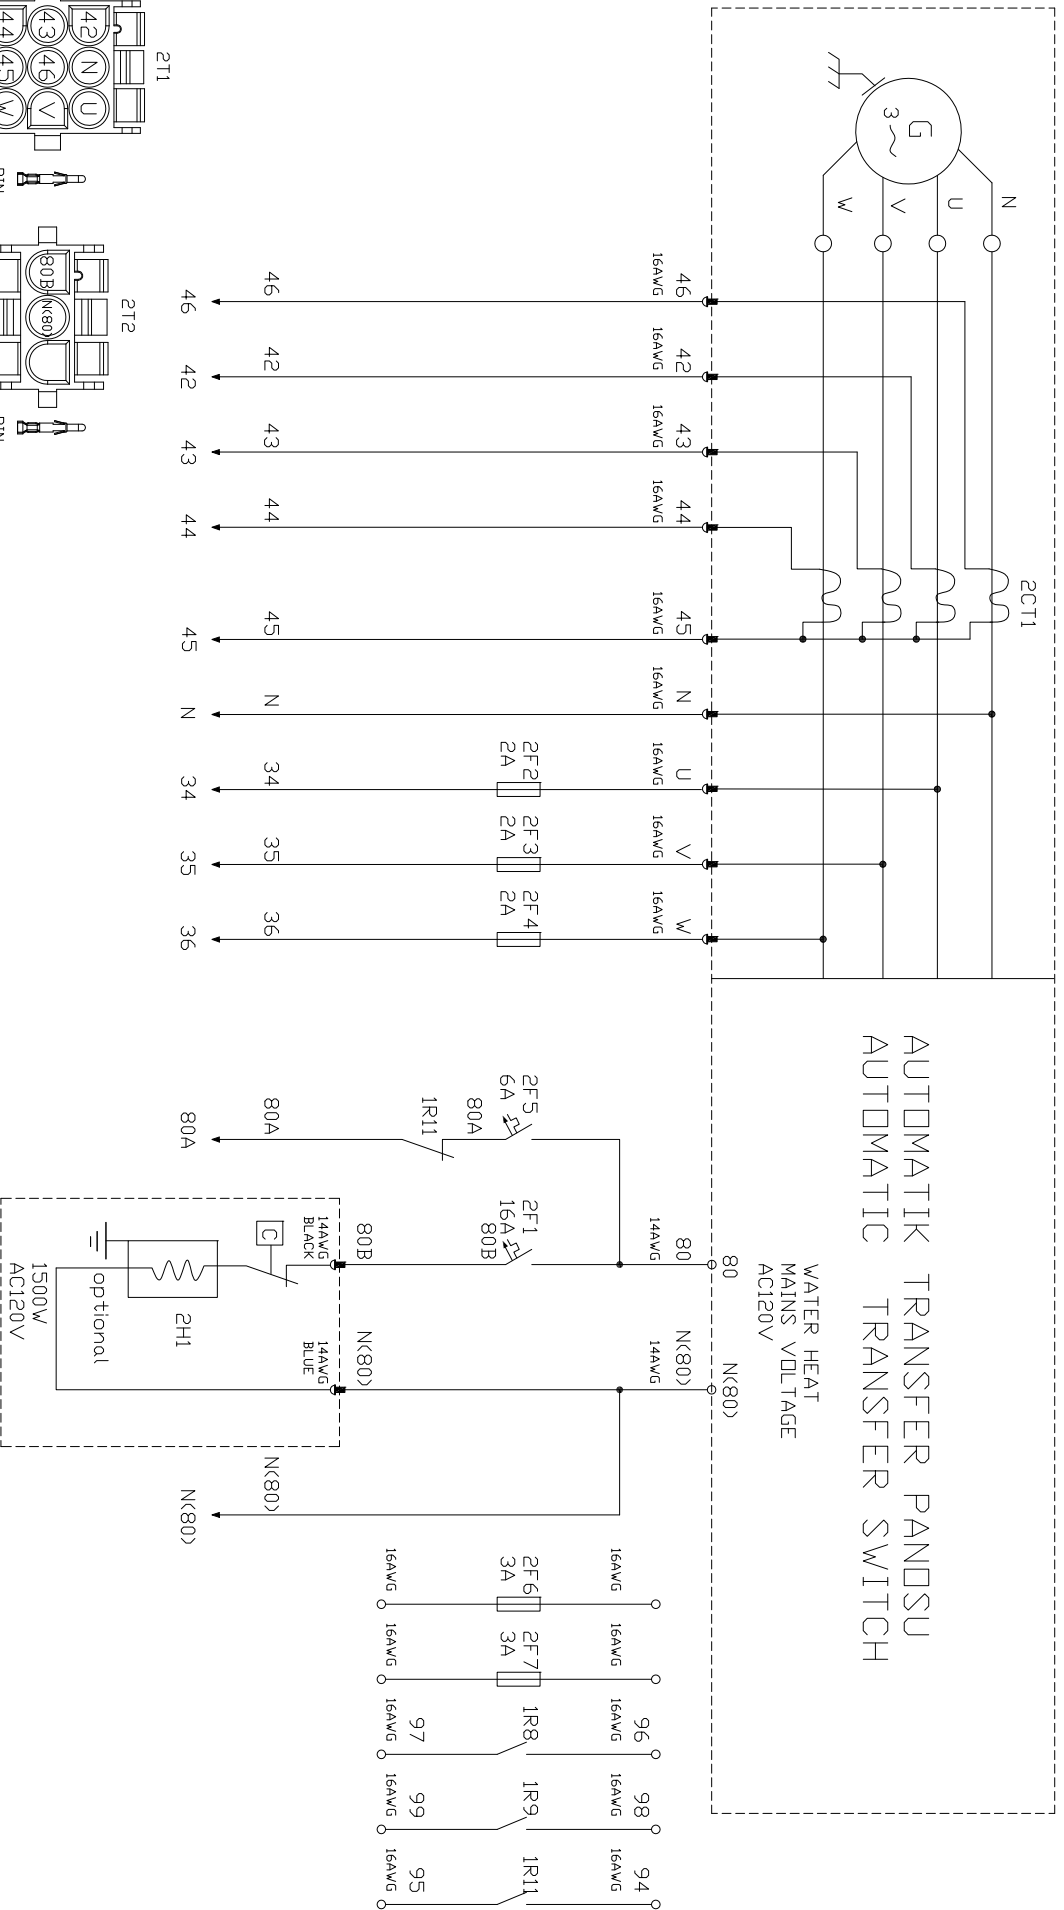 2T1
42
N
U
43
46
V
44
45
W
PIN
2T2
80B
N(80)
PIN
G
3
N
U
V
W
2CT1
46
16AWG
42
16AWG
43
16AWG
44
16AWG
45
16AWG
N
16AWG
U
16AWG
V
16AWG
W
16AWG
2F2
2A
2F3
2A
2F4
2A
46
42
43
44
45
N
34
35
36
46
42
43
44
45
N
34
35
36
AUTOMATIK TRANSFER PANOSU
AUTOMATIC TRANSFER SWITCH
WATER HEAT
MAINS VOLTAGE
AC120V
80
N(80)
80
14AWG
N(80)
14AWG
2F5
6A
80A
1R11
80A
80A
2F1
16A
80B
80B
14AWG
BLACK
N(80)
14AWG
BLUE
C
2H1
optional
1500W
AC120V
N(80)
N(80)
16AWG
2F6
3A
16AWG
16AWG
2F7
3A
16AWG
96
16AWG
1R8
97
16AWG
98
16AWG
1R9
99
16AWG
94
16AWG
1R11
95
16AWG